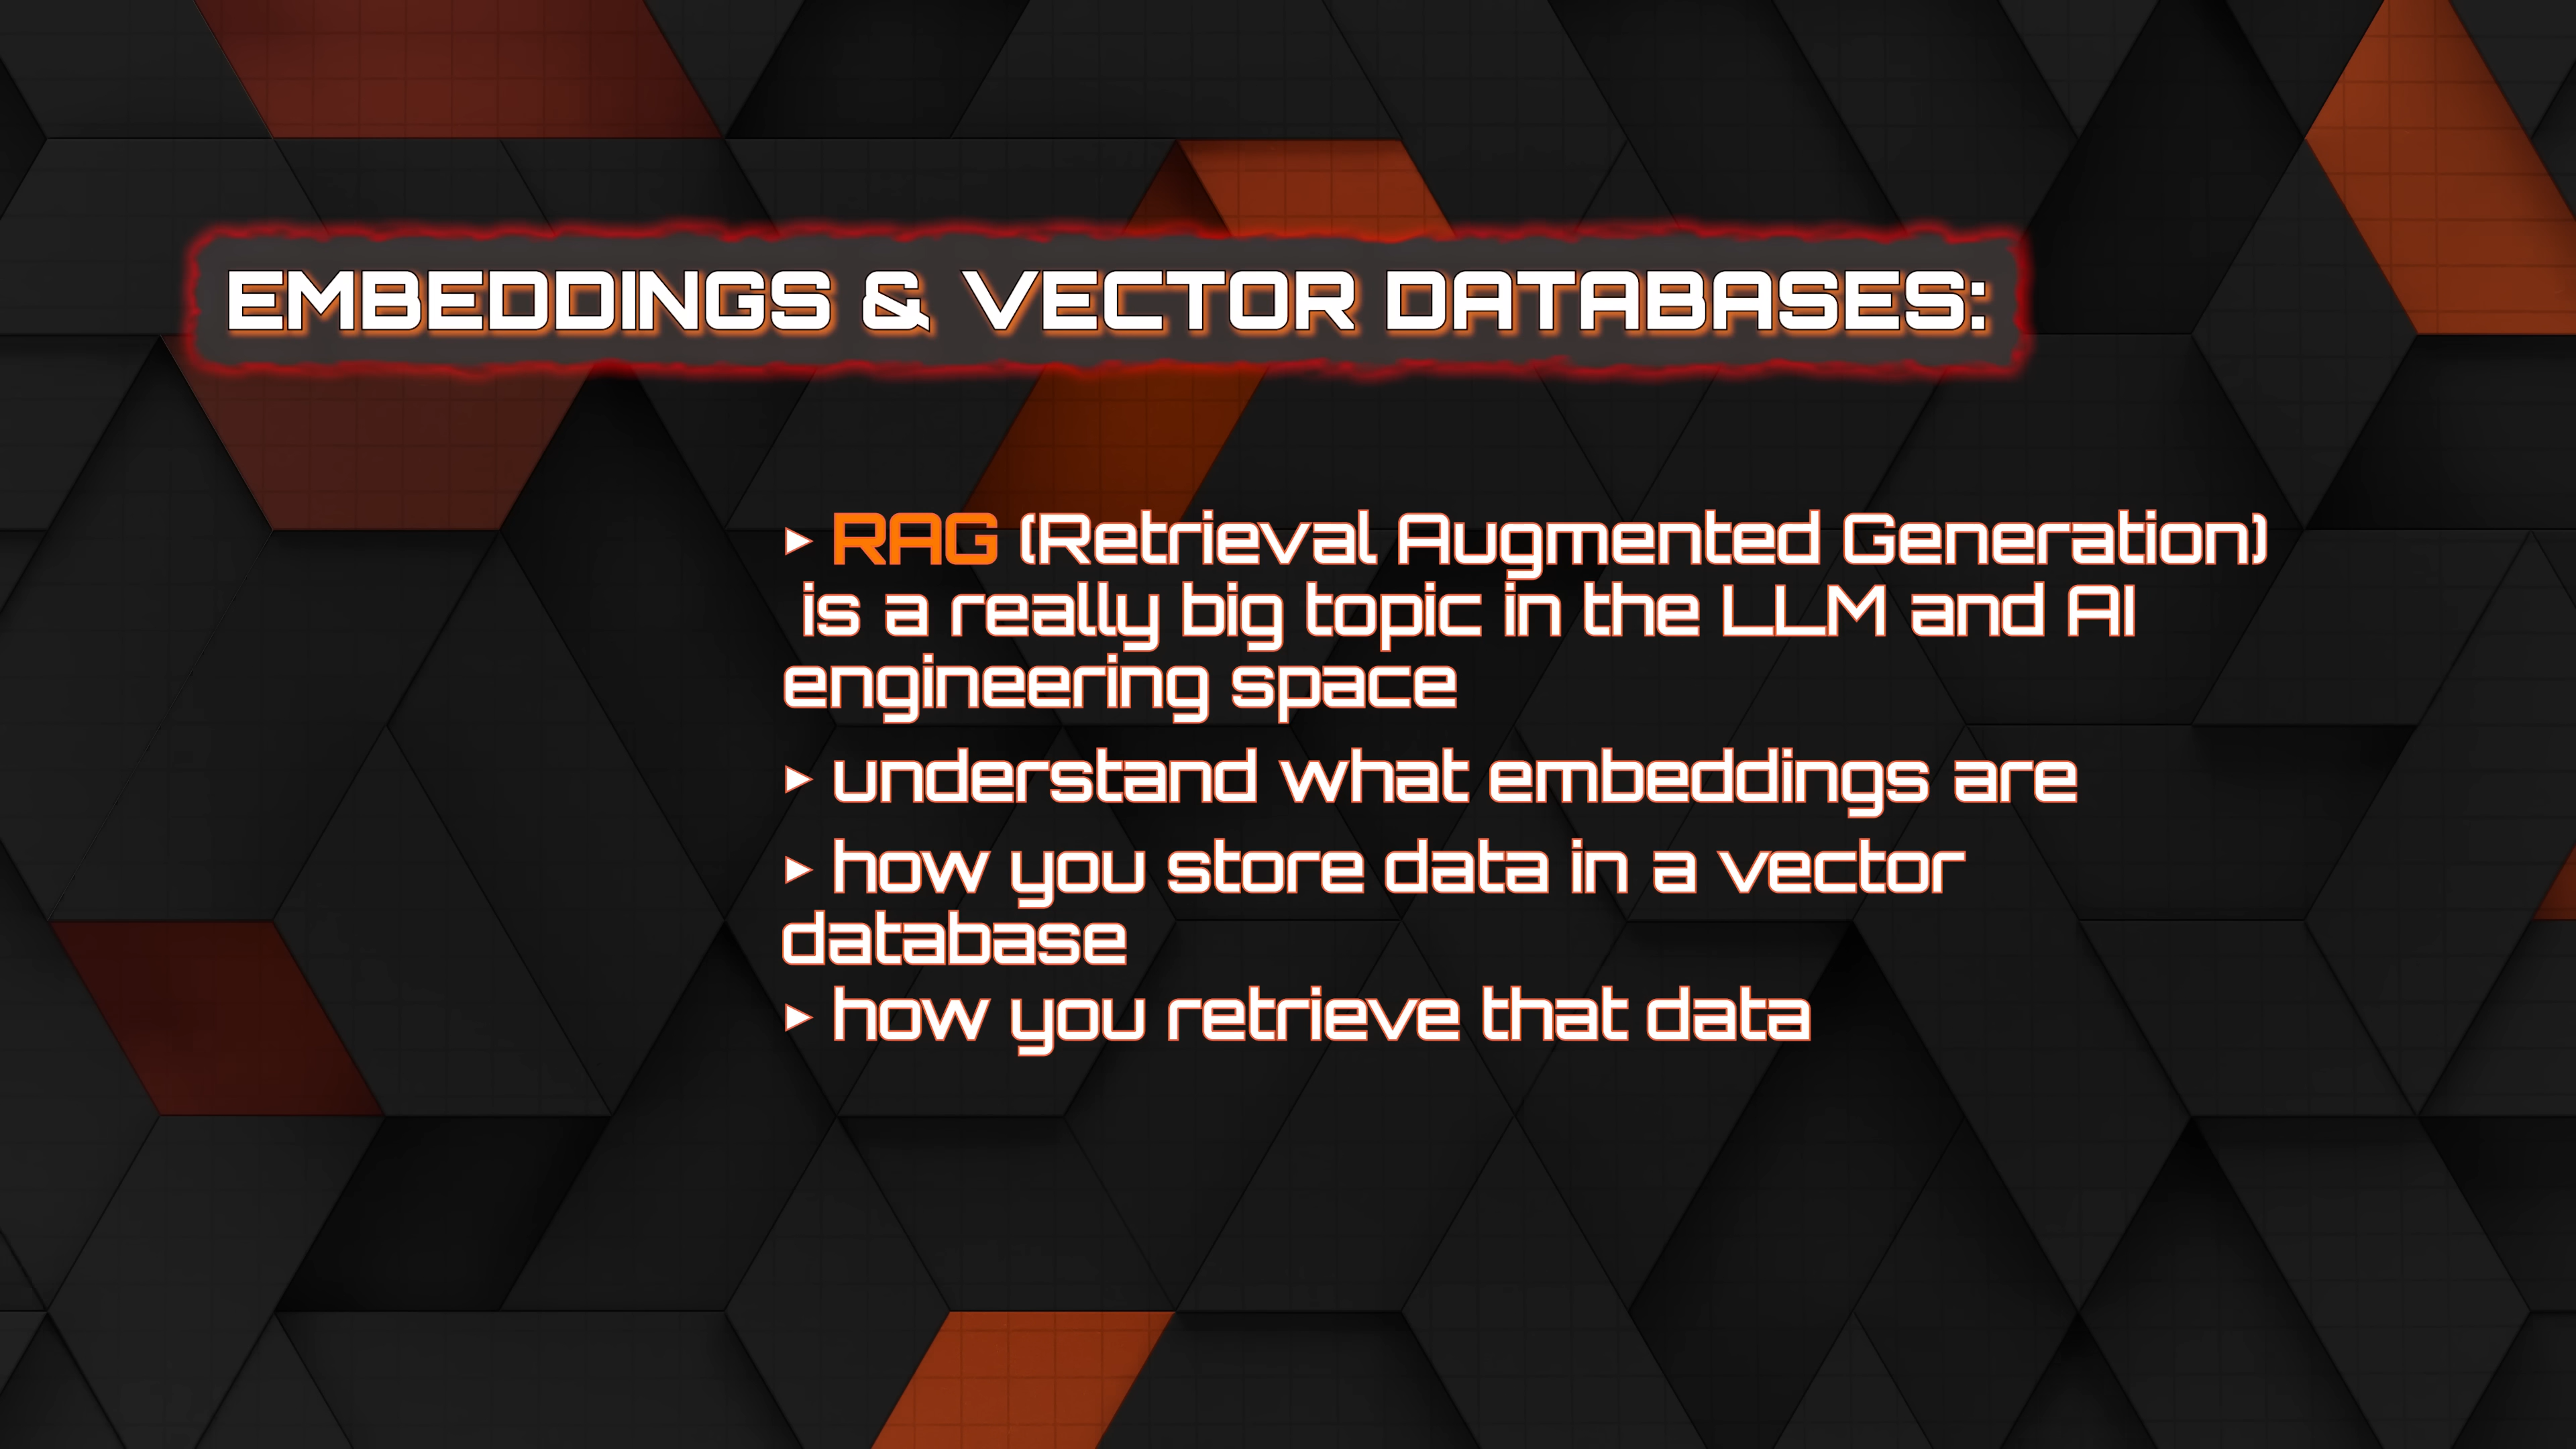 EMBEDDINGS & VECTOR DATABASES:
▸ RAG (Retrieval Augmented Generation)
is a really big topic in the LLM and AI
engineering space
▸ understand what embeddings are
▸ how you store data in a vector
database
▸ how you retrieve that data